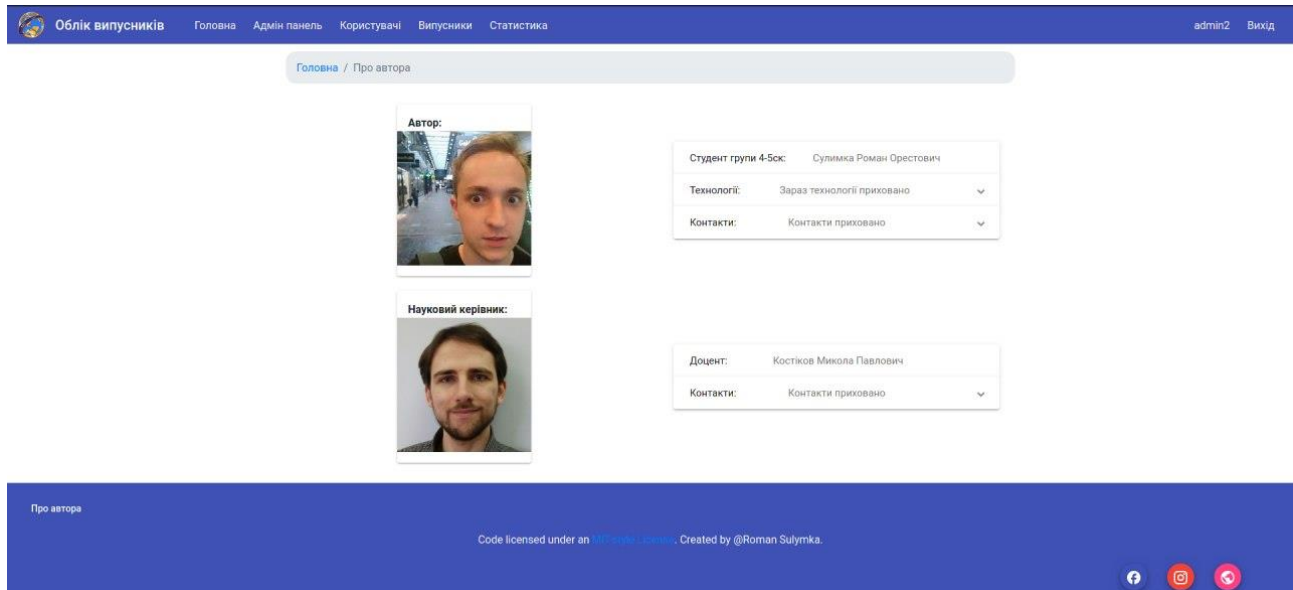 Облік випускників Головна Адмін панель Користувачі Випускники Статистика admin2 Вихід
Головна / Про автора
Автор:
Студент групи 4-5ск: Сулимка Роман Орестович
Технології: Зараз технології приховано
Контакти: Контакти приховано
Науковий керівник:
Доцент: Костіков Микола Павлович
Контакти: Контакти приховано
Про автора
Code licensed under an MIT-style License. Created by @Roman Sulymka.